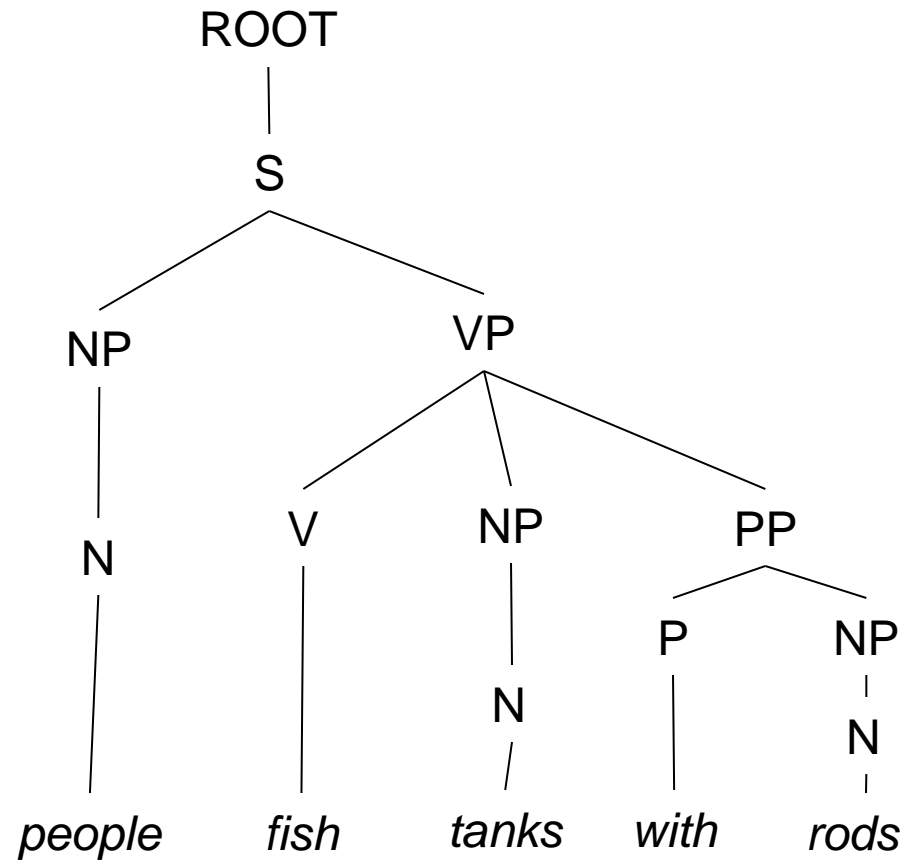 ROOT
S
NP VP
V NP PP
N
P NP
N
N
people fish tanks with rods